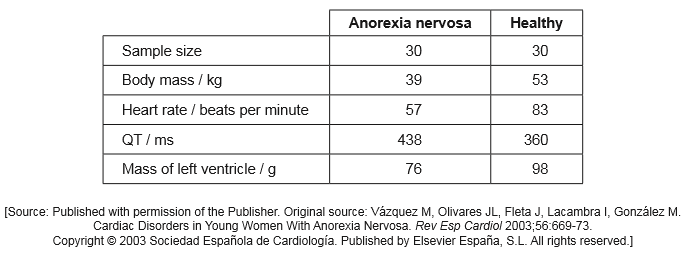 Anorexia nervosa Healthy
Sample size 30 30
Body mass / kg 39 53
Heart rate / beats per minute 57 83
QT / ms 438 360
Mass of left ventricle / g 76 98
[Source: Published with permission of the Publisher. Original source: Vázquez M, Olivares JL, Fleta J, Lacambra I, González M.
Cardiac Disorders in Young Women With Anorexia Nervosa. Rev Esp Cardiol 2003;56:669-73.
Copyright © 2003 Sociedad Española de Cardiología. Published by Elsevier España, S.L. All rights reserved.]